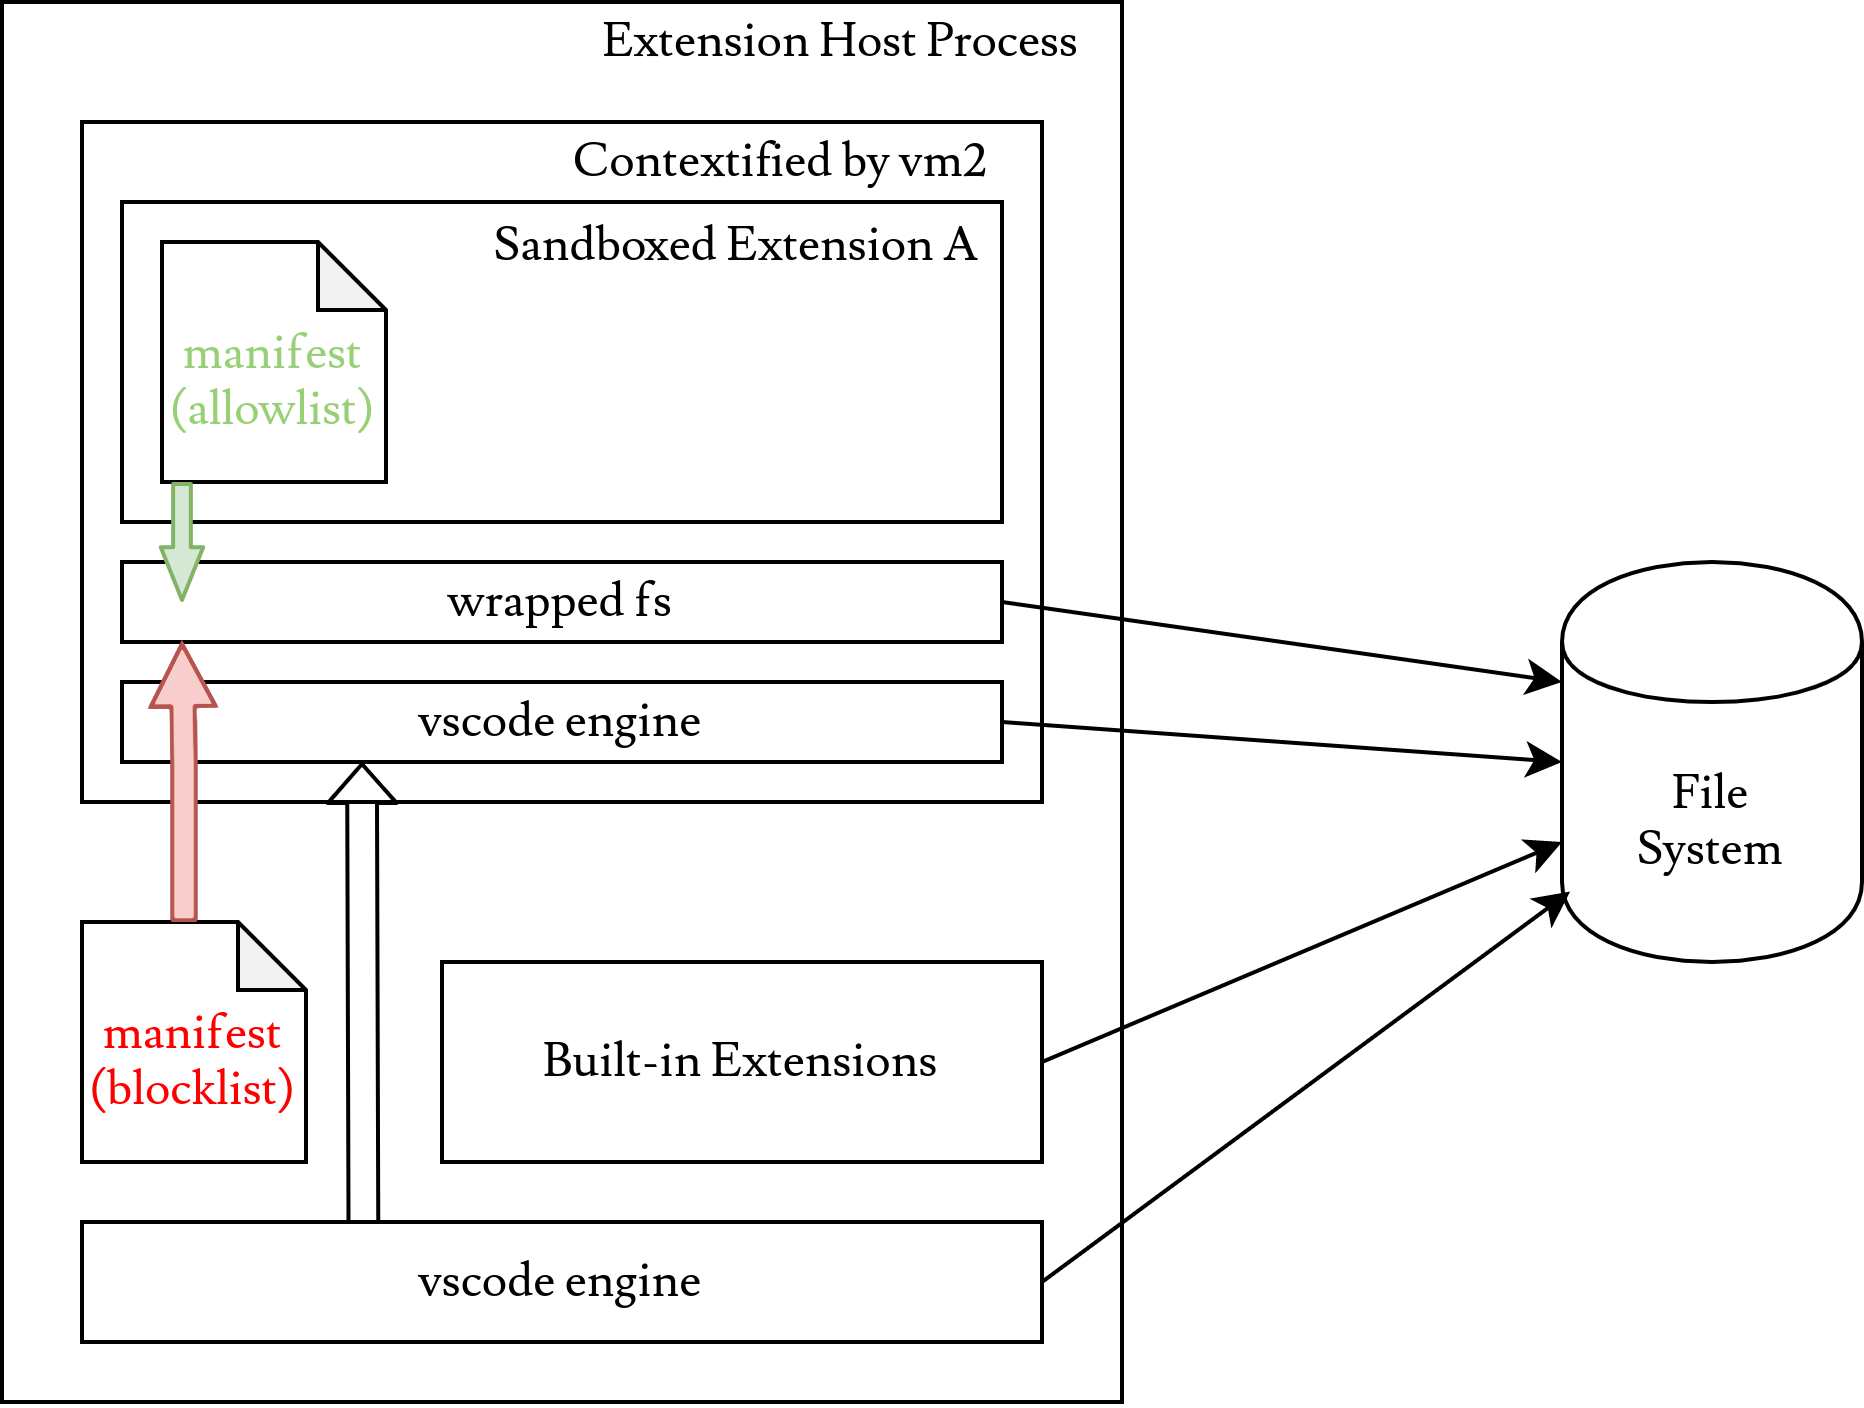 Extension Host Process
Contextified by vm2
Sandboxed Extension A
manifest
(allowlist)
wrapped fs
vscode engine
File
System
manifest
(blocklist)
Built-in Extensions
vscode engine